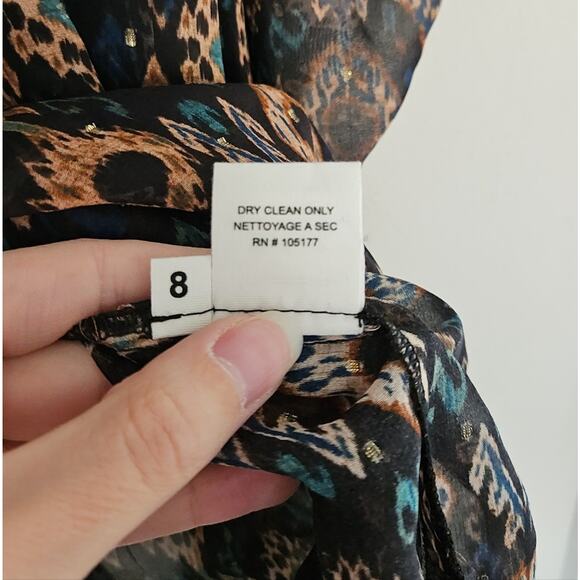 DRY CLEAN ONLY
NETTOYAGE A SEC
RN # 105177
8